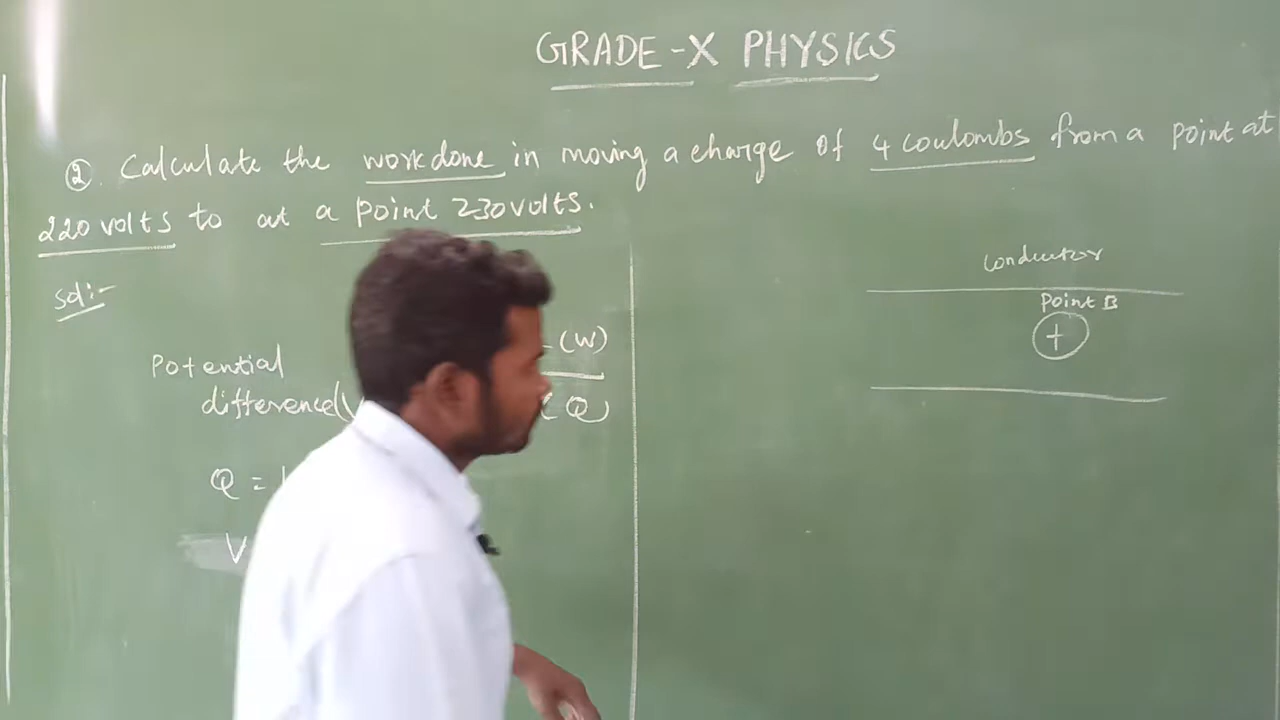 GRADE-X PHYSICS
②. Calculate the workdone in moving a charge of 4 coulombs from a point at
220 volts to at a point 230 volts.
Sol:-
conductor
Point B
+
Potential
difference(
(W)
(Q)
Q =
V